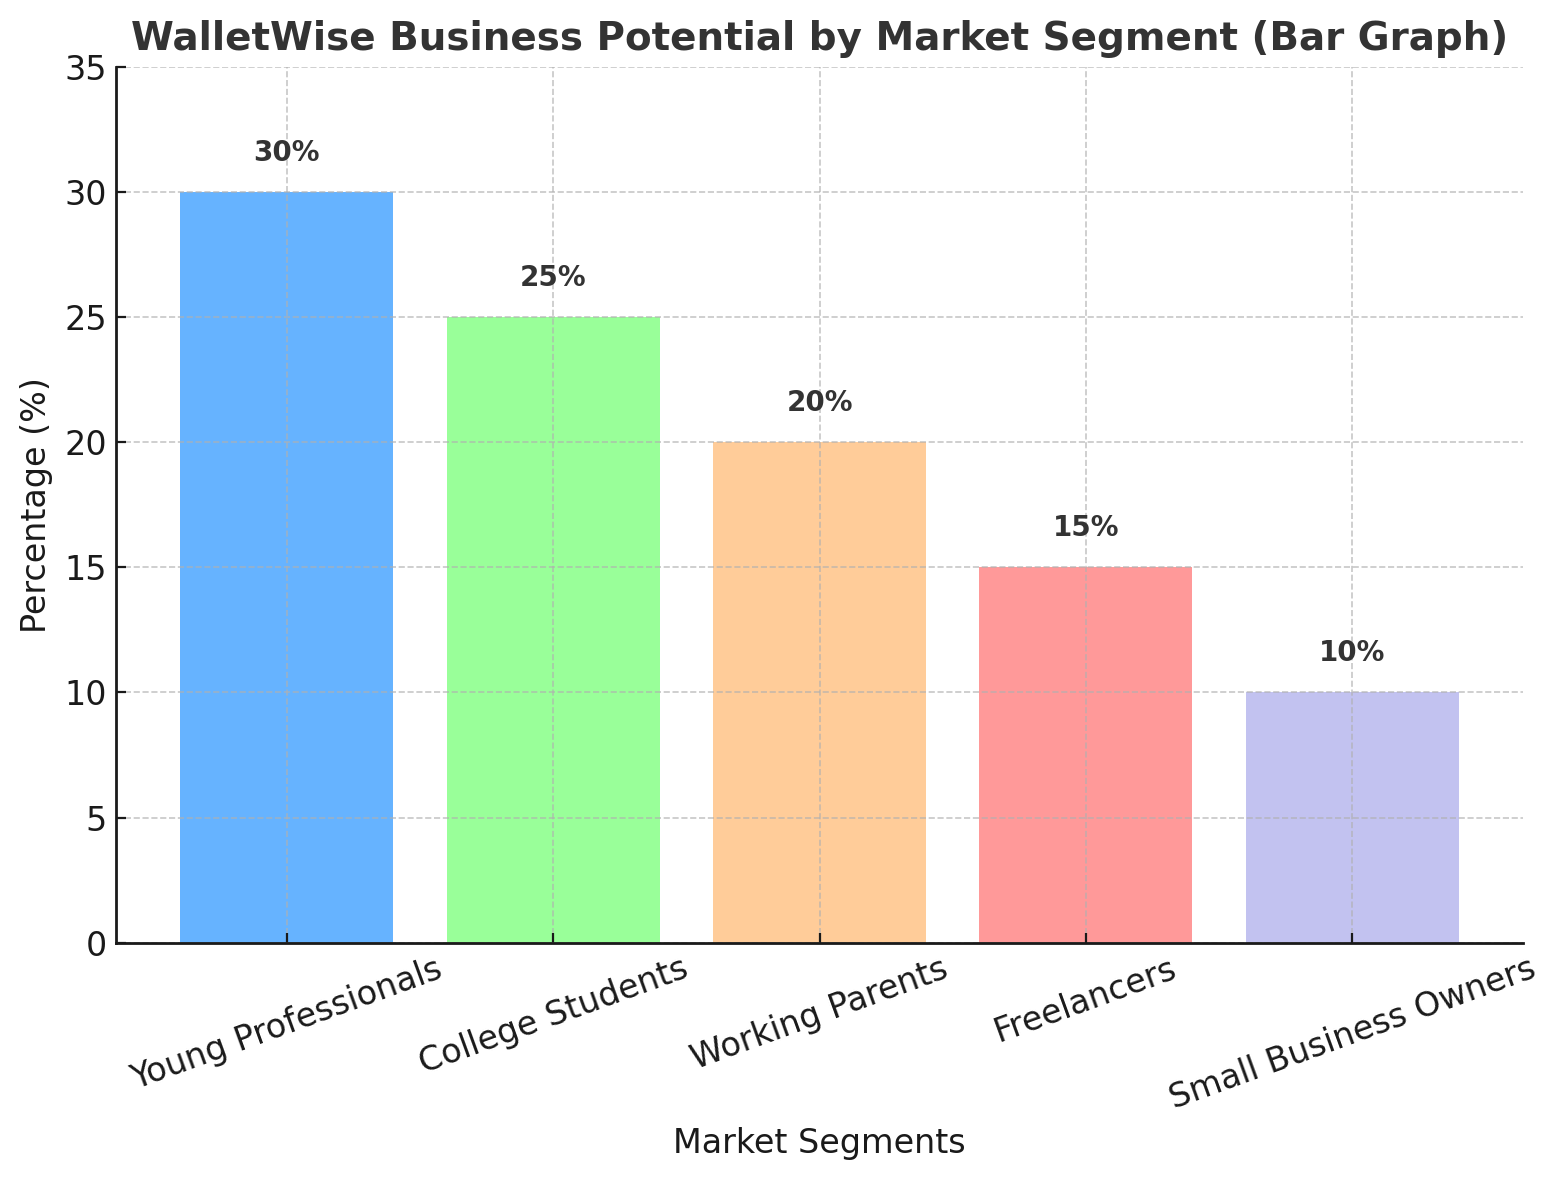 WalletWise Business Potential by Market Segment (Bar Graph)
35
30
25
20
15
10
5
0
Percentage (%)
30%
25%
20%
15%
10%
Young Professionals
College Students
Working Parents
Freelancers
Small Business Owners
Market Segments